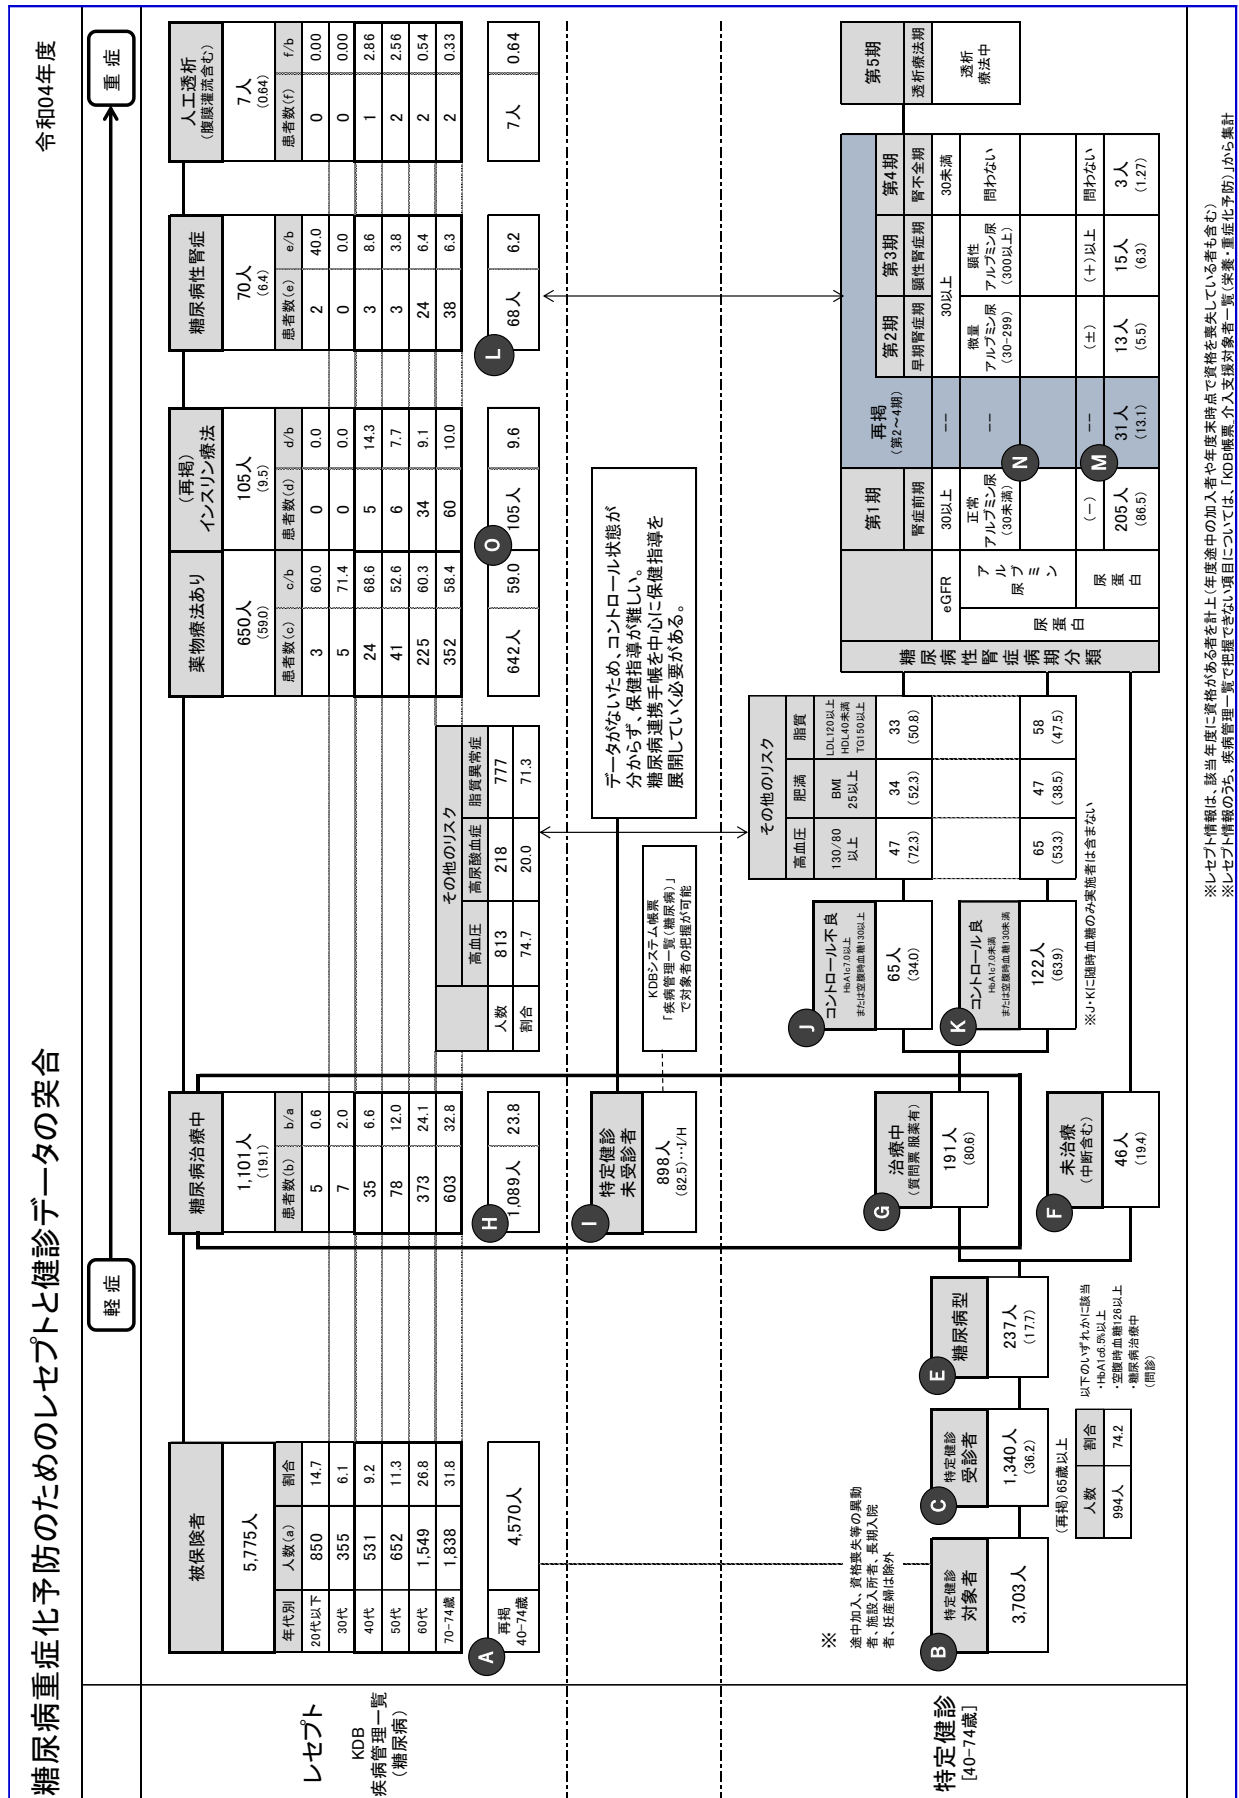 糖尿病重症化予防のためのレセプトと健診データの突合
令和04年度
軽症
重症
レセプト
KDB
疾病管理一覧
（糖尿病）
被保険者
5,775人
年代別 人数(a) 割合
20代以下 850 14.7
30代 355 6.1
40代 531 9.2
50代 652 11.3
60代 1,549 26.8
70-74歳 1,838 31.8
A
再掲
40-74歳
4,570人
糖尿病治療中
1,101人
(19.1)
患者数(b) b/a
5 0.6
7 2.0
35 6.6
78 12.0
373 24.1
603 32.8
H
1,089人 23.8
その他のリスク
高血圧 高尿酸血症 脂質異常症
人数 813 218 777
割合 74.7 20.0 71.3
薬物療法あり
650人
(59.0)
患者数(c) c/b
3 60.0
5 71.4
24 68.6
41 52.6
225 60.3
352 58.4
642人 59.0
(再掲)
インスリン療法
105人
(9.5)
患者数(d) d/b
0 0.0
0 0.0
5 14.3
6 7.7
34 9.1
60 10.0
O
105人 9.6
糖尿病性腎症
70人
(6.4)
患者数(e) e/b
2 40.0
0 0.0
3 8.6
3 3.8
24 6.4
38 6.3
L
68人 6.2
人工透析
(腹膜灌流含む)
7人
(0.64)
患者数(f) f/b
0 0.00
0 0.00
1 2.86
2 2.56
2 0.54
2 0.33
7人 0.64
I
特定健診
未受診者
898人
(82.5)…I/H
KDBシステム帳票
「疾病管理一覧（糖尿病）」
で対象者の把握が可能
データがないため、コントロール状態が
分からず、保健指導が難しい。
糖尿病連携手帳を中心に保健指導を
展開していく必要がある。
特定健診
[40-74歳]
※
途中加入、資格喪失等の異動
者、施設入所者、長期入院
者、妊産婦は除外
B
特定健診
対象者
3,703人
C
特定健診
受診者
1,340人
(36.2)
(再掲)65歳以上
人数 割合
994人 74.2
E
糖尿病型
237人
(17.7)
以下のいずれかに該当
・HbA1c6.5%以上
・空腹時血糖126以上
・糖尿病治療中
（問診）
G
治療中
(質問票 服薬有)
191人
(80.6)
F
未治療
(中断含む)
46人
(19.4)
J
コントロール不良
HbA1c7.0以上
または空腹時血糖130以上
65人
(34.0)
K
コントロール良
HbA1c7.0未満
または空腹時血糖130未満
122人
(63.9)
※J・Kに随時血糖のみ実施者は含まない
その他のリスク
高血圧 肥満 脂質
130/80
以上
BMI
25以上
LDL120以上
HDL40未満
TG150以上
47
(72.3)
34
(52.3)
33
(50.8)
65
(53.3)
47
(38.5)
58
(47.5)
糖尿病性腎症病期分類
第1期
再掲
(第2～4期)
第2期 第3期 第4期
第5期
腎症前期 早期腎症期 顕性腎症期 腎不全期 透析療法期
eGFR 30以上 -- 30以上 30未満
透析
療法中
尿蛋白
アルブミン
尿
正常
アルブミン尿
(30未満)
--
微量
アルブミン尿
(30-299)
顕性
アルブミン尿
(300以上)
問わない
N
M
尿蛋白
(－) -- (±) (＋)以上 問わない
205人
(86.5)
31人
(13.1)
13人
(5.5)
15人
(6.3)
3人
(1.27)
※レセプト情報は、該当年度に資格がある者を計上(年度途中の加入者や年度末時点で資格を喪失している者も含む)
※レセプト情報のうち、疾病管理一覧で把握できない項目については、「KDB帳票_介入支援対象者一覧(栄養・重症化予防)」から集計